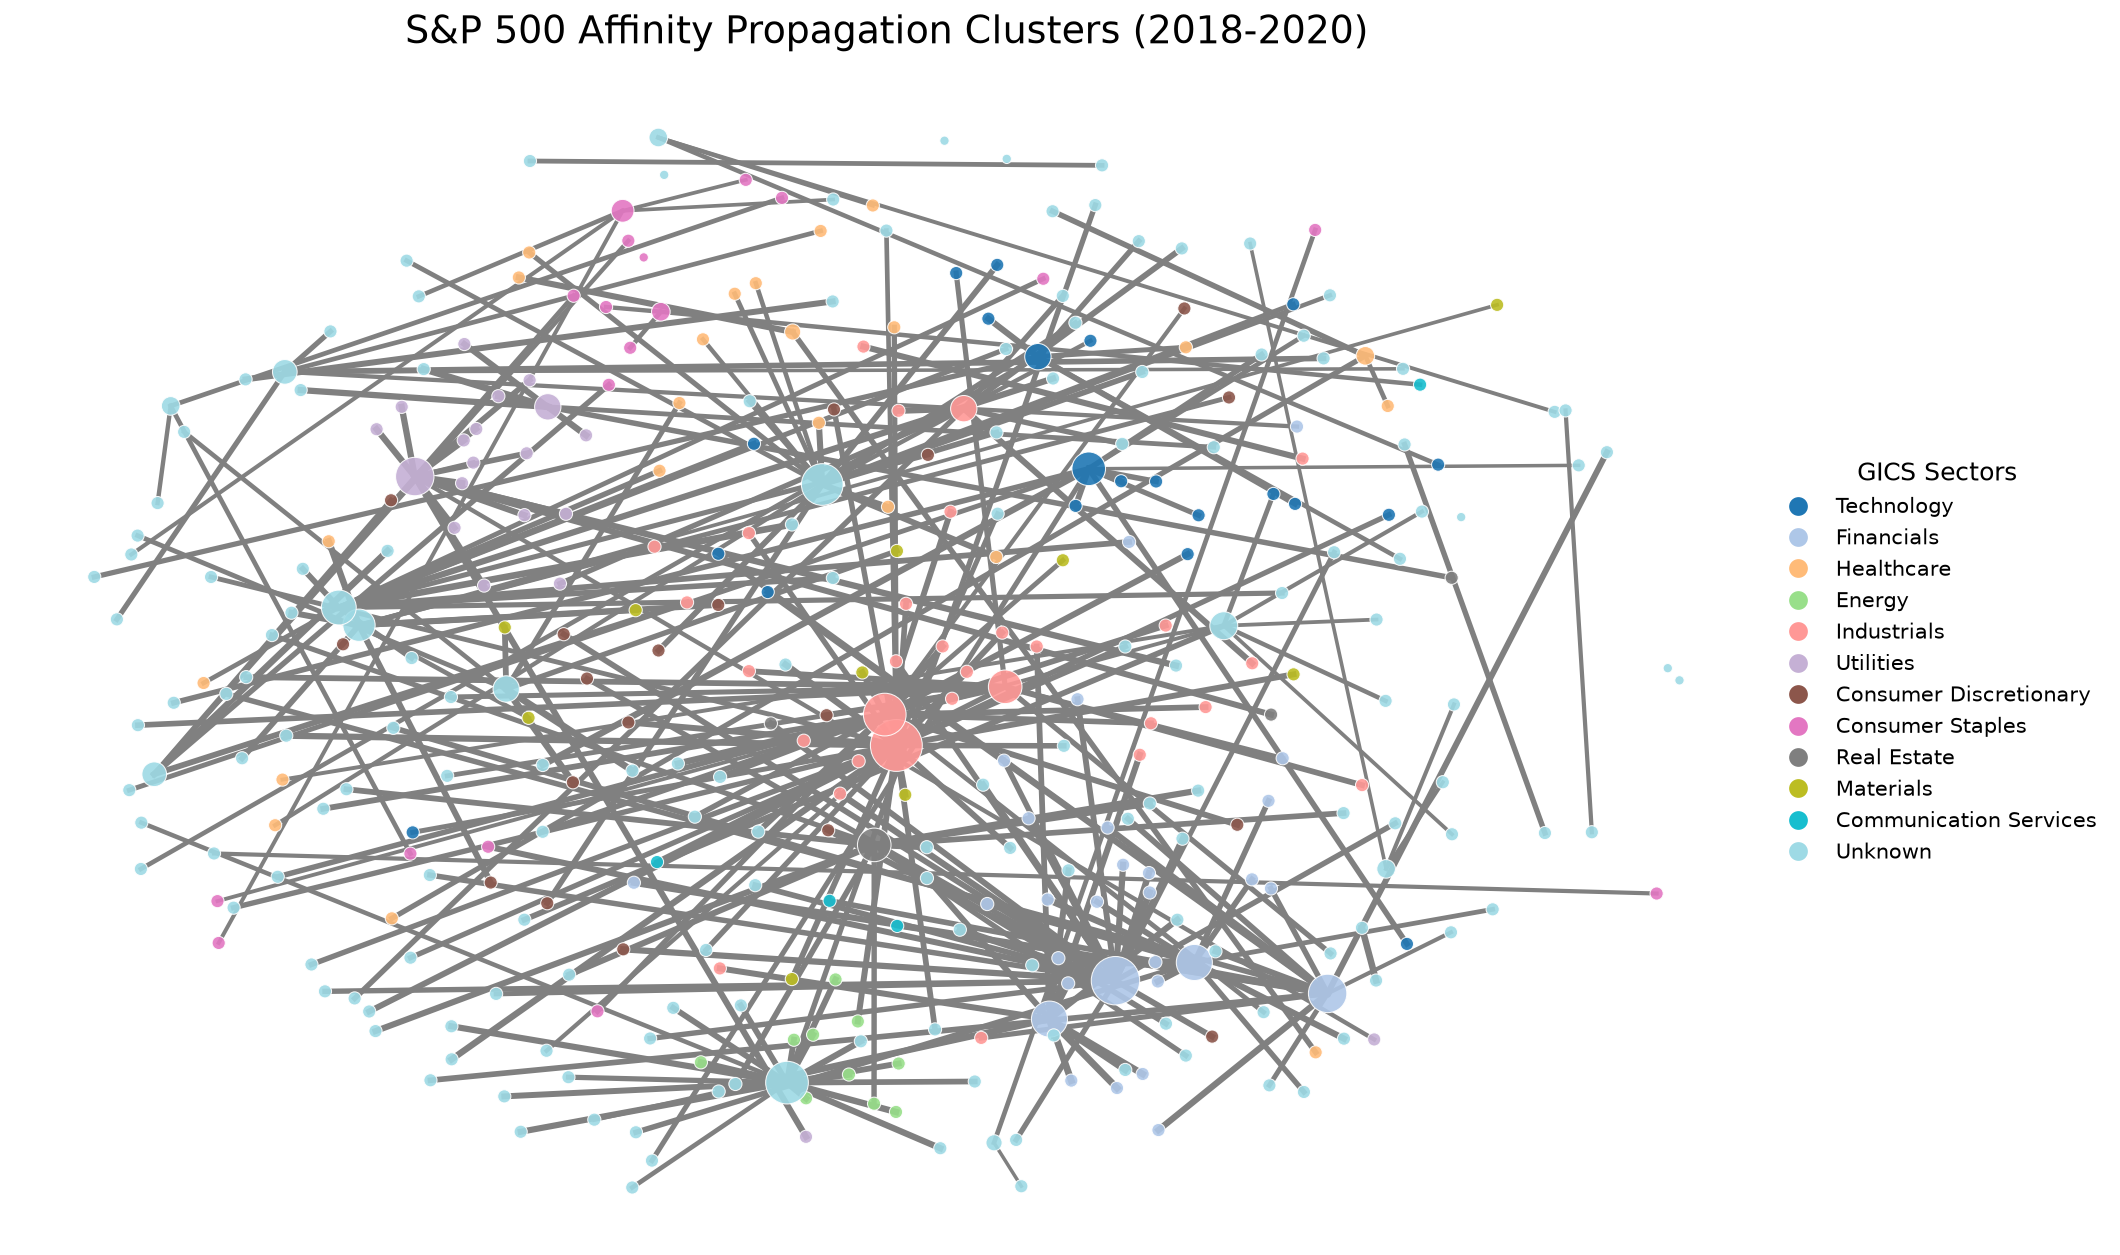 S&P 500 Affinity Propagation Clusters (2018-2020)
GICS Sectors
Technology
Financials
Healthcare
Energy
Industrials
Utilities
Consumer Discretionary
Consumer Staples
Real Estate
Materials
Communication Services
Unknown